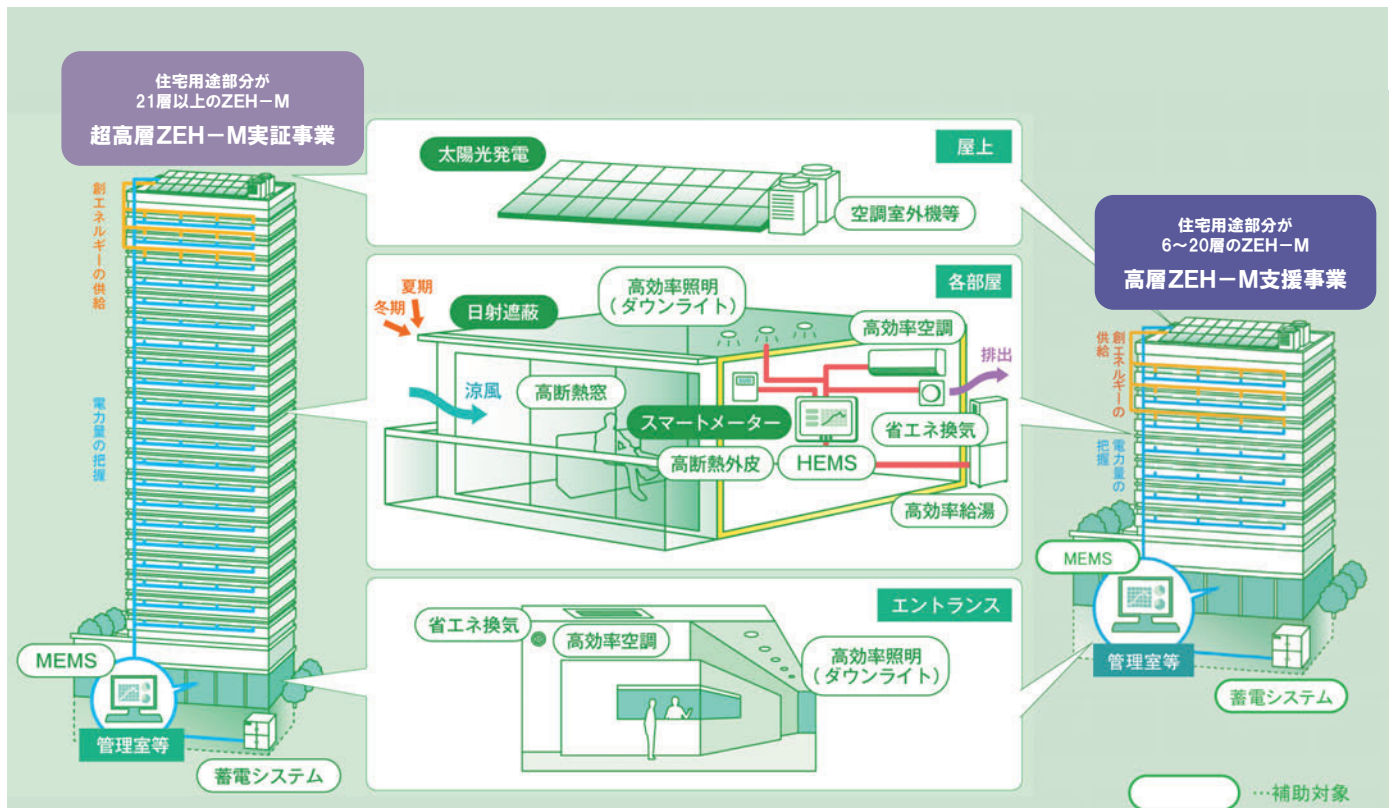 住宅用途部分が
21層以上のZEH－M
超高層ZEH－M実証事業
創エネルギーの供給
電力量の把握
MEMS
管理室等
蓄電システム
屋上
太陽光発電
空調室外機等
各部屋
夏期
冬期
日射遮蔽
高効率照明
(ダウンライト)
高効率空調
排出
涼風
高断熱窓
スマートメーター
省エネ換気
高断熱外皮
HEMS
高効率給湯
エントランス
省エネ換気
高効率空調
高効率照明
(ダウンライト)
住宅用途部分が
6〜20層のZEH－M
高層ZEH－M支援事業
創エネルギーの
供給
電力量の
把握
MEMS
管理室等
蓄電システム
…補助対象